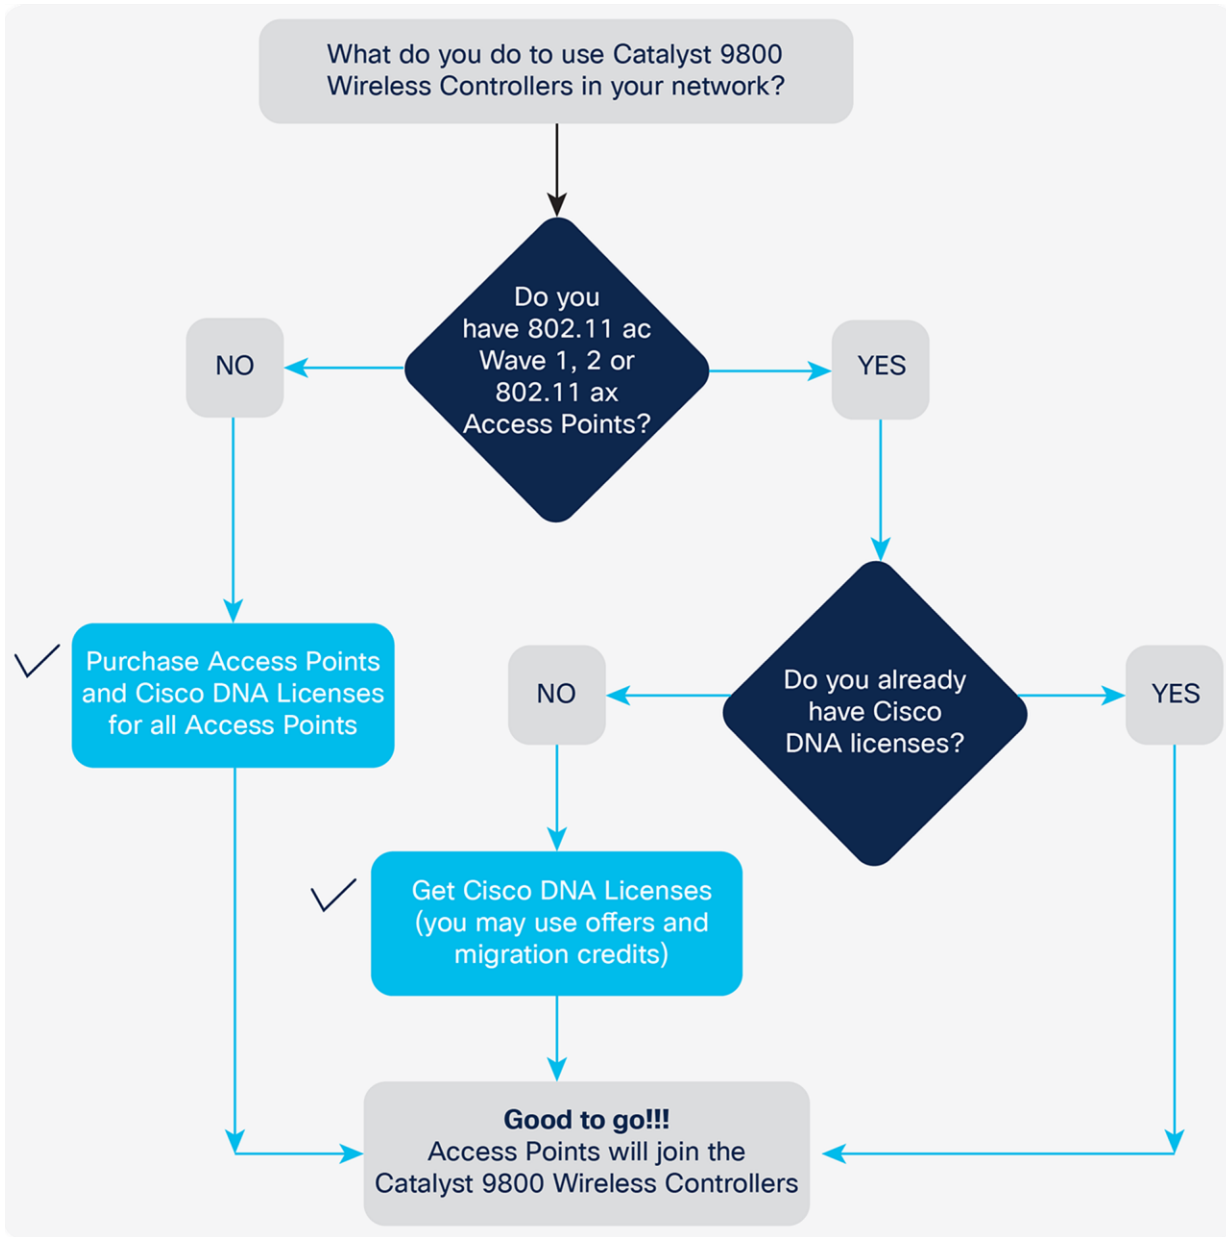 What do you do to use Catalyst 9800
Wireless Controllers in your network?
Do you
have 802.11 ac
Wave 1, 2 or
802.11 ax
Access Points?
NO
YES
Purchase Access Points
and Cisco DNA Licenses
for all Access Points
Do you already
have Cisco
DNA licenses?
NO
YES
Get Cisco DNA Licenses
(you may use offers and
migration credits)
Good to go!!!
Access Points will join the
Catalyst 9800 Wireless Controllers